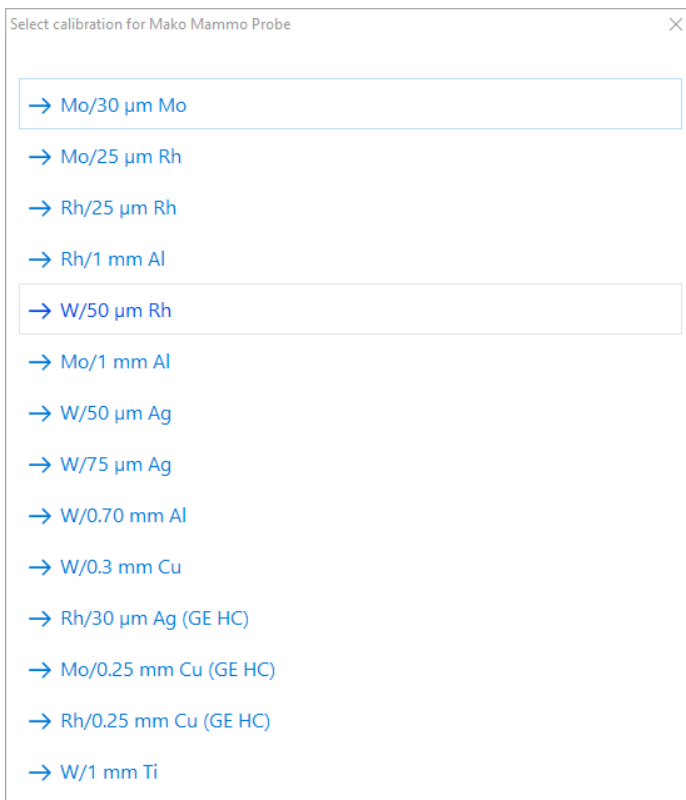 Select calibration for Mako Mammo Probe
→ Mo/30 µm Mo
→ Mo/25 µm Rh
→ Rh/25 µm Rh
→ Rh/1 mm Al
→ W/50 µm Rh
→ Mo/1 mm Al
→ W/50 µm Ag
→ W/75 µm Ag
→ W/0.70 mm Al
→ W/0.3 mm Cu
→ Rh/30 µm Ag (GE HC)
→ Mo/0.25 mm Cu (GE HC)
→ Rh/0.25 mm Cu (GE HC)
→ W/1 mm Ti